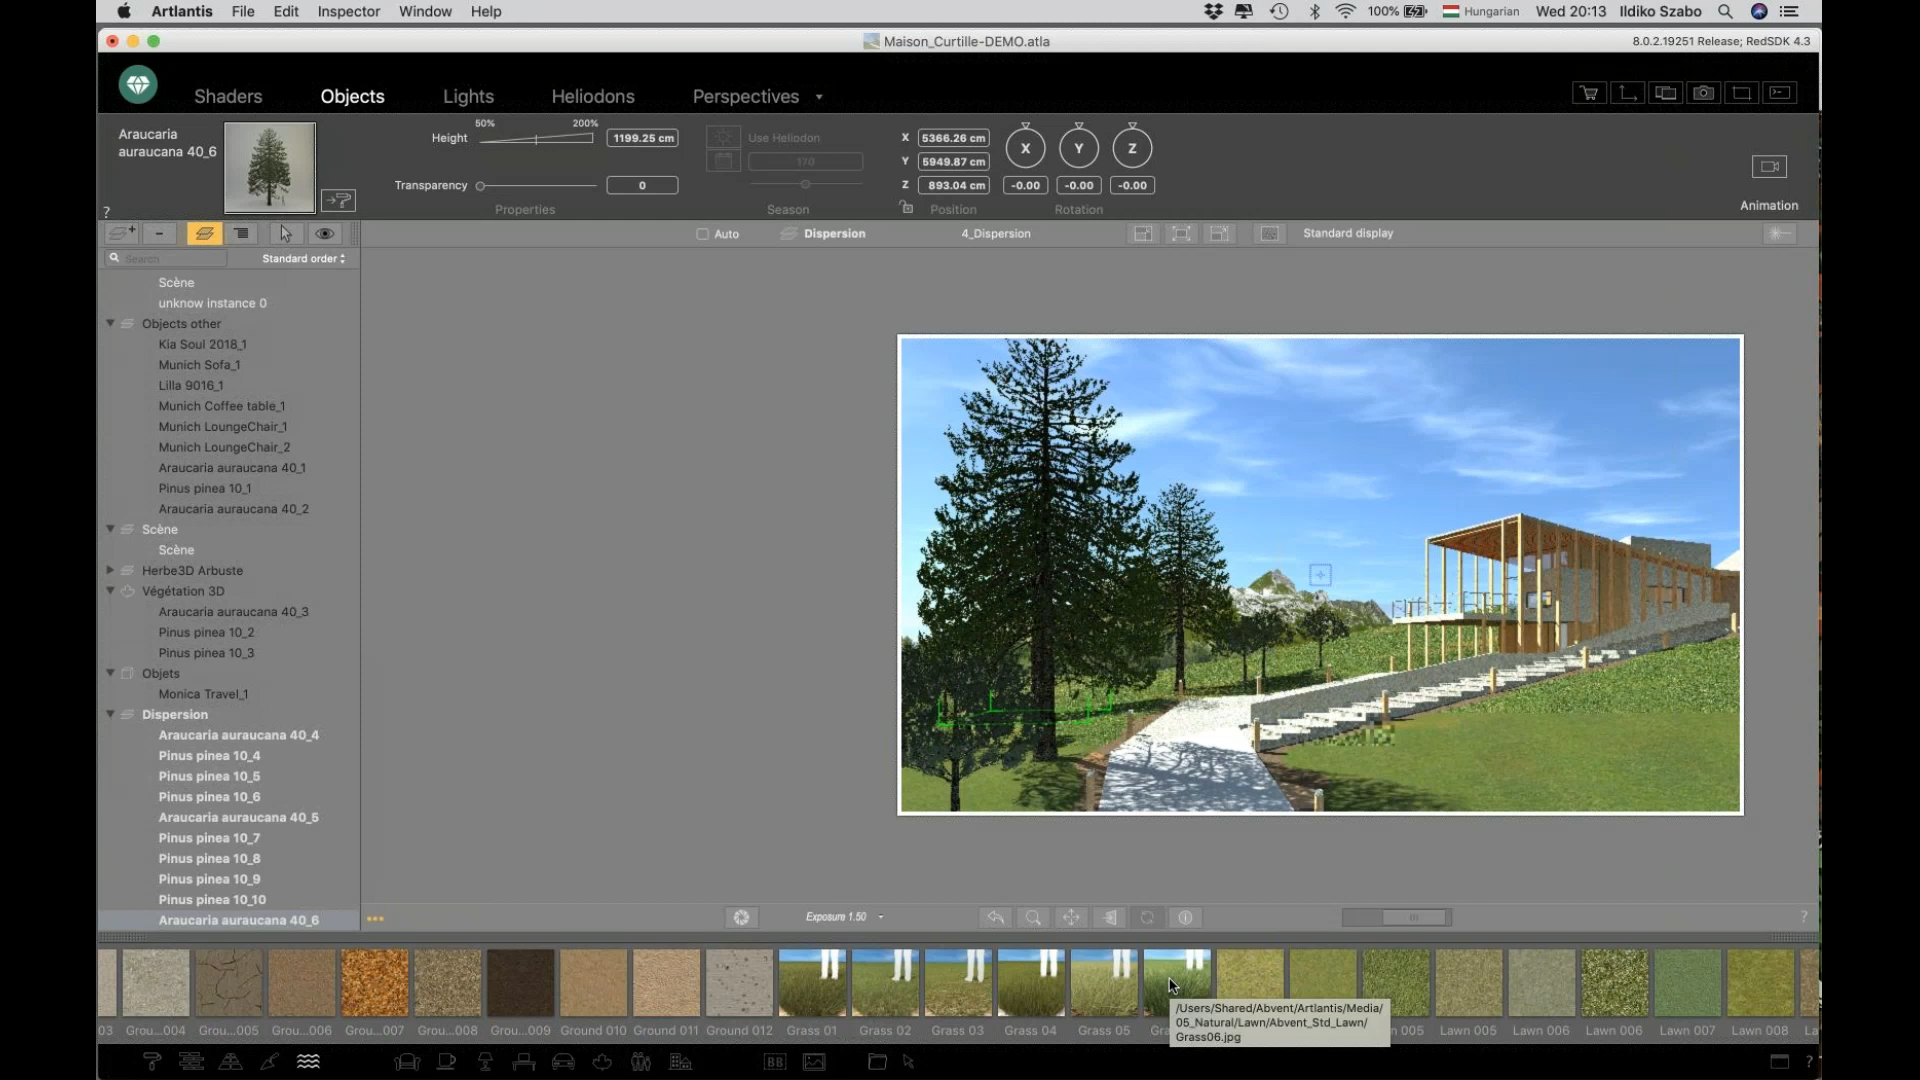 Artlantis File Edit Inspector Window Help
100% Hungarian Wed 20:13 Ildiko Szabo
Maison_Curtille-DEMO.atla
8.0.2.19251 Release; RedSDK 4.3
Shaders Objects Lights Heliodons Perspectives
Araucaria
auraucana 40_6
?
50% 200%
Height 1199.25 cm
Transparency 0
Properties
Use Heliodon
170
Season
X 5366.26 cm
Y 5949.87 cm
Z 893.04 cm
Position
X Y Z
-0.00 -0.00 -0.00
Rotation
Animation
Auto Dispersion 4_Dispersion Standard display
Search Standard order
Scène
unknow instance 0
Objects other
Kia Soul 2018_1
Munich Sofa_1
Lilla 9016_1
Munich Coffee table_1
Munich LoungeChair_1
Munich LoungeChair_2
Araucaria auraucana 40_1
Pinus pinea 10_1
Araucaria auraucana 40_2
Scène
Scène
Herbe3D Arbuste
Végétation 3D
Araucaria auraucana 40_3
Pinus pinea 10_2
Pinus pinea 10_3
Objets
Monica Travel_1
Dispersion
Araucaria auraucana 40_4
Pinus pinea 10_4
Pinus pinea 10_5
Pinus pinea 10_6
Araucaria auraucana 40_5
Pinus pinea 10_7
Pinus pinea 10_8
Pinus pinea 10_9
Pinus pinea 10_10
Araucaria auraucana 40_6
Exposure 1.50
?
03 Grou...004 Grou...005 Grou...006 Grou...007 Grou...008 Grou...009 Ground 010 Ground 011 Ground 012 Grass 01 Grass 02 Grass 03 Grass 04 Grass 05 Gra 005 Lawn 005 Lawn 006 Lawn 006 Lawn 007 Lawn 008 La
/Users/Shared/Abvent/Artlantis/Media/
05_Natural/Lawn/Abvent_Std_Lawn/
Grass06.jpg
BB
?